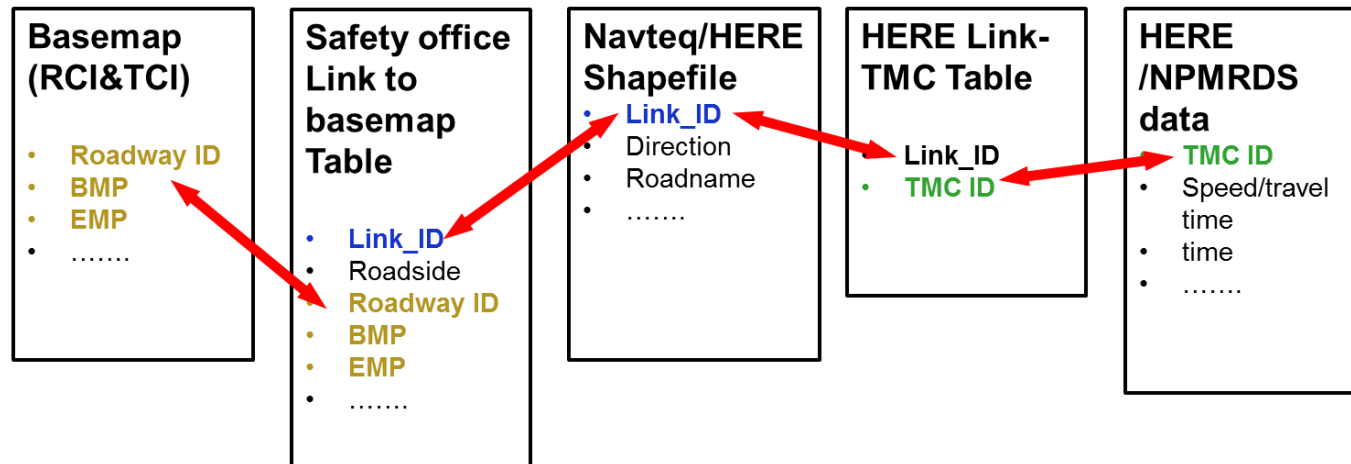 Basemap
(RCI&TCI)
• Roadway ID
• BMP
• EMP
• .......
Safety office
Link to
basemap
Table
• Link_ID
• Roadside
• Roadway ID
• BMP
• EMP
• .......
Navteq/HERE
Shapefile
• Link_ID
• Direction
• Roadname
• .......
HERE Link-
TMC Table
• Link_ID
• TMC ID
HERE
/NPMRDS
data
• TMC ID
• Speed/travel
time
• time
• .......